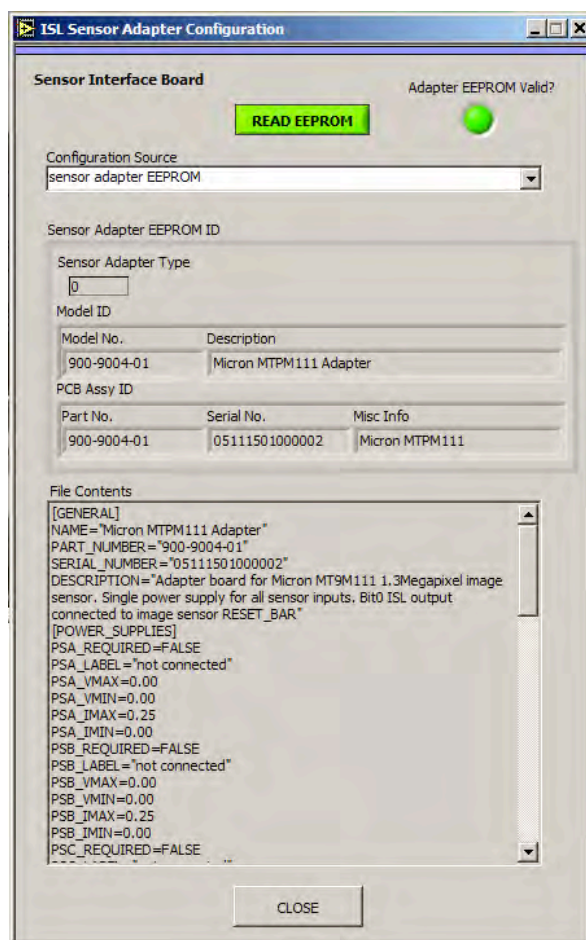 ISL Sensor Adapter Configuration
Sensor Interface Board
Adapter EEPROM Valid?
READ EEPROM
Configuration Source
sensor adapter EEPROM
Sensor Adapter EEPROM ID
Sensor Adapter Type
0
Model ID
Model No. Description
900-9004-01 Micron MTPM111 Adapter
PCB Assy ID
Part No. Serial No. Misc Info
900-9004-01 05111501000002 Micron MTPM111
File Contents
[GENERAL]
NAME="Micron MTPM111 Adapter"
PART_NUMBER="900-9004-01"
SERIAL_NUMBER="05111501000002"
DESCRIPTION="Adapter board for Micron MT9M111 1.3Megapixel image
sensor. Single power supply for all sensor inputs. Bit0 ISL output
connected to image sensor RESET_BAR"
[POWER_SUPPLIES]
PSA_REQUIRED=FALSE
PSA_LABEL="not connected"
PSA_VMAX=0.00
PSA_VMIN=0.00
PSA_IMAX=0.25
PSA_IMIN=0.00
PSB_REQUIRED=FALSE
PSB_LABEL="not connected"
PSB_VMAX=0.00
PSB_VMIN=0.00
PSB_IMAX=0.25
PSB_IMIN=0.00
PSC_REQUIRED=FALSE
CLOSE